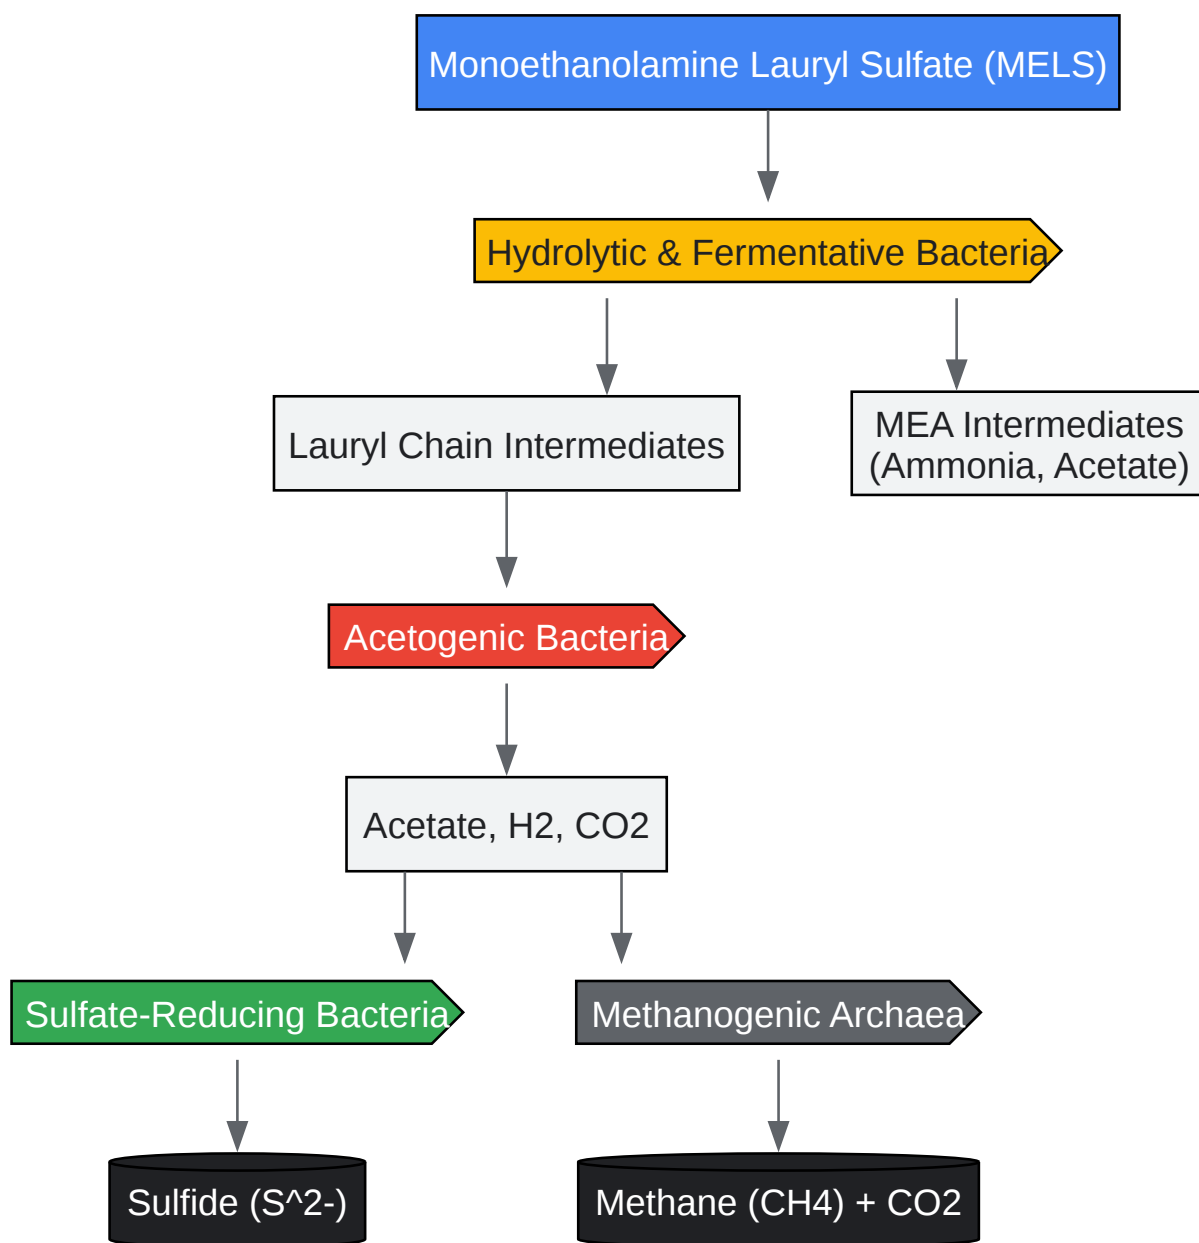 Monoethanolamine Lauryl Sulfate (MELS)
Hydrolytic & Fermentative Bacteria
Lauryl Chain Intermediates
MEA Intermediates
(Ammonia, Acetate)
Acetogenic Bacteria
Acetate, H2, CO2
Sulfate-Reducing Bacteria
Methanogenic Archaea
Sulfide (S^2-)
Methane (CH4) + CO2